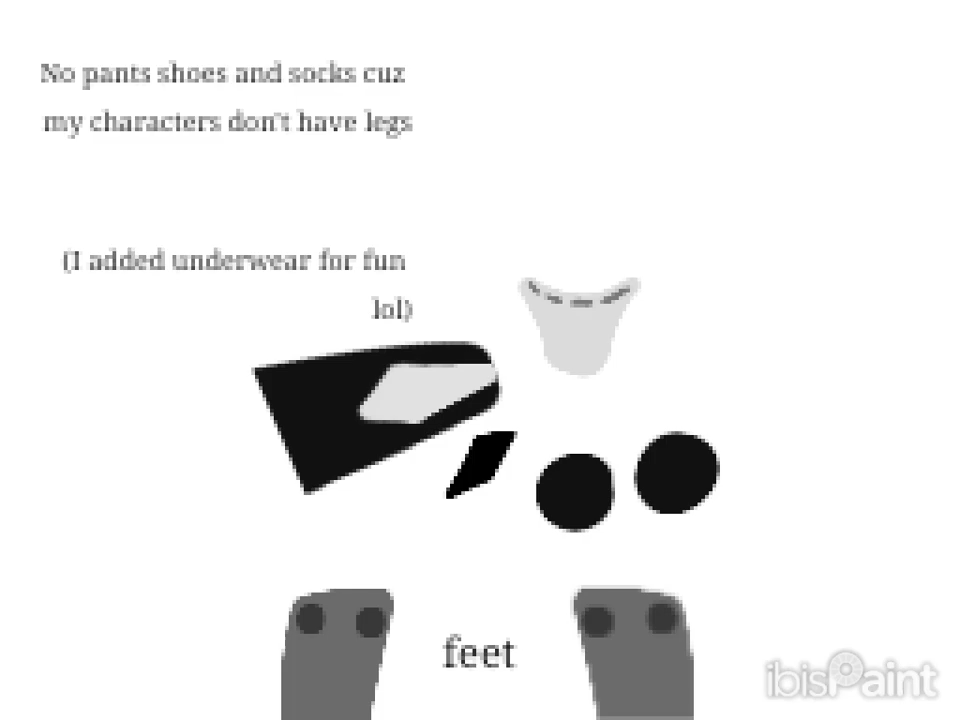 No pants shoes and socks cuz
my characters don't have legs
(I added underwear for fun
lol)
feet
ibisPaint